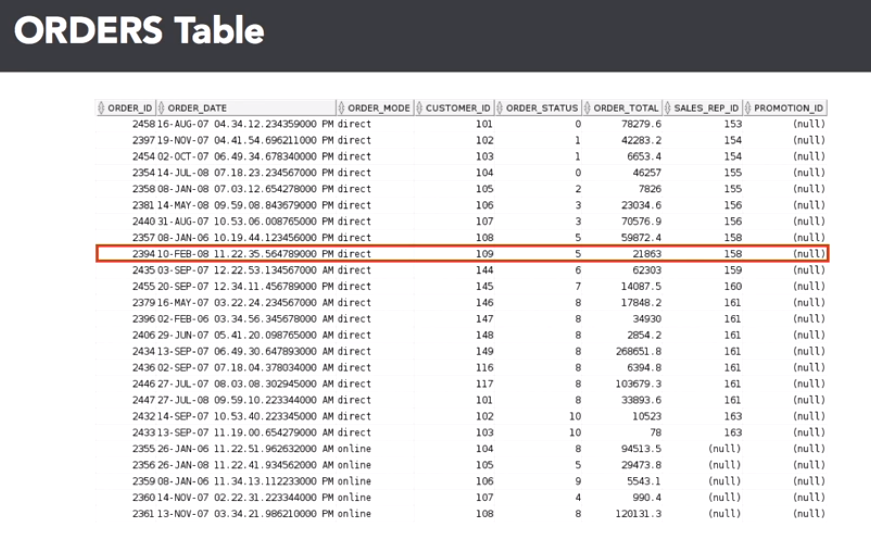 ORDERS Table
ORDER_ID ORDER_DATE ORDER_MODE CUSTOMER_ID ORDER_STATUS ORDER_TOTAL SALES_REP_ID PROMOTION_ID
2458 16-AUG-07 04.34.12.234359000 PM direct 101 0 78279.6 153 (null)
2397 19-NOV-07 04.41.54.696211000 PM direct 102 1 42283.2 154 (null)
2454 02-OCT-07 06.49.34.678340000 PM direct 103 1 6653.4 154 (null)
2354 14-JUL-08 07.18.23.234567000 PM direct 104 0 46257 155 (null)
2358 08-JAN-08 07.03.12.654278000 PM direct 105 2 7826 155 (null)
2381 14-MAY-08 09.59.08.843679000 PM direct 106 3 23034.6 156 (null)
2440 31-AUG-07 10.53.06.008765000 PM direct 107 3 70576.9 156 (null)
2357 08-JAN-06 10.19.44.123456000 PM direct 108 5 59872.4 158 (null)
2394 10-FEB-08 11.22.35.564789000 PM direct 109 5 21863 158 (null)
2435 03-SEP-07 12.22.53.134567000 AM direct 144 6 62303 159 (null)
2455 20-SEP-07 12.34.11.456789000 PM direct 145 7 14087.5 160 (null)
2379 16-MAY-07 03.22.24.234567000 AM direct 146 8 17848.2 161 (null)
2396 02-FEB-06 03.34.56.345678000 AM direct 147 8 34930 161 (null)
2406 29-JUN-07 05.41.20.098765000 AM direct 148 8 2854.2 161 (null)
2434 13-SEP-07 06.49.30.647893000 AM direct 149 8 268651.8 161 (null)
2436 02-SEP-07 07.18.04.378034000 AM direct 116 8 6394.8 161 (null)
2446 27-JUL-07 08.03.08.302945000 AM direct 117 8 103679.3 161 (null)
2447 27-JUL-08 09.59.10.223344000 AM direct 101 8 33893.6 161 (null)
2432 14-SEP-07 10.53.40.223345000 AM direct 102 10 10523 163 (null)
2433 13-SEP-07 11.19.00.654279000 AM direct 103 10 78 163 (null)
2355 26-JAN-06 11.22.51.962632000 AM online 104 8 94513.5 (null) (null)
2356 26-JAN-08 11.22.41.934562000 AM online 105 5 29473.8 (null) (null)
2359 08-JAN-06 11.34.13.112233000 PM online 106 9 5543.1 (null) (null)
2360 14-NOV-07 02.22.31.223344000 PM online 107 4 990.4 (null) (null)
2361 13-NOV-07 03.34.21.986210000 PM online 108 8 120131.3 (null) (null)